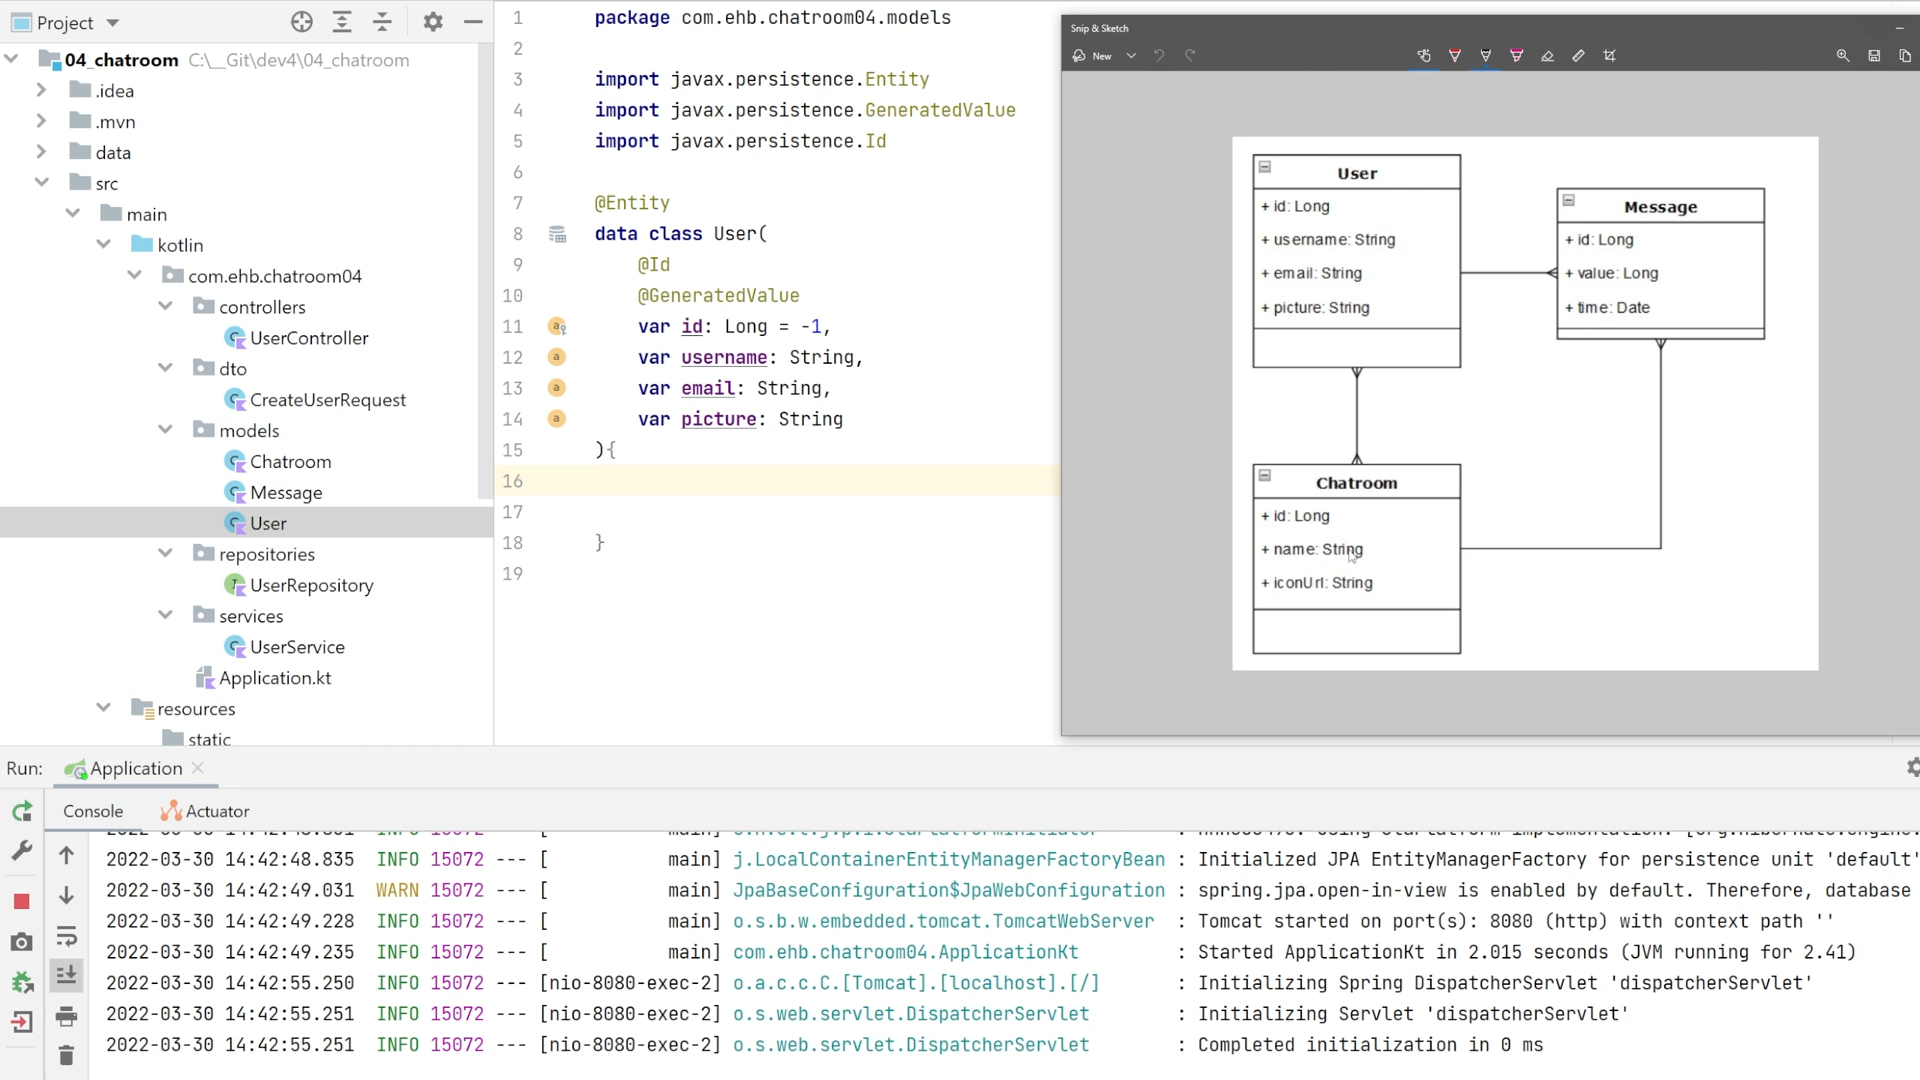 Project
04_chatroom C:\__Git\dev4\04_chatroom
.idea
.mvn
data
src
main
kotlin
com.ehb.chatroom04
controllers
UserController
dto
CreateUserRequest
models
Chatroom
Message
User
repositories
UserRepository
services
UserService
Application.kt
resources
static
1 package com.ehb.chatroom04.models
2
3 import javax.persistence.Entity
4 import javax.persistence.GeneratedValue
5 import javax.persistence.Id
6
7 @Entity
8 data class User(
9 @Id
10 @GeneratedValue
11 var id: Long = -1,
12 var username: String,
13 var email: String,
14 var picture: String
15 ){
16
17
18 }
19
Snip & Sketch
New
User
+ id: Long
+ username: String
+ email: String
+ picture: String
Message
+ id: Long
+ value: Long
+ time: Date
Chatroom
+ id: Long
+ name: String
+ iconUrl: String
Run: Application
Console Actuator
2022-03-30 14:42:48.835 INFO 15072 --- [ main] j.LocalContainerEntityManagerFactoryBean : Initialized JPA EntityManagerFactory for persistence unit 'default'
2022-03-30 14:42:49.031 WARN 15072 --- [ main] JpaBaseConfiguration$JpaWebConfiguration : spring.jpa.open-in-view is enabled by default. Therefore, database
2022-03-30 14:42:49.228 INFO 15072 --- [ main] o.s.b.w.embedded.tomcat.TomcatWebServer : Tomcat started on port(s): 8080 (http) with context path ''
2022-03-30 14:42:49.235 INFO 15072 --- [ main] com.ehb.chatroom04.ApplicationKt : Started ApplicationKt in 2.015 seconds (JVM running for 2.41)
2022-03-30 14:42:55.250 INFO 15072 --- [nio-8080-exec-2] o.a.c.c.C.[Tomcat].[localhost].[/] : Initializing Spring DispatcherServlet 'dispatcherServlet'
2022-03-30 14:42:55.251 INFO 15072 --- [nio-8080-exec-2] o.s.web.servlet.DispatcherServlet : Initializing Servlet 'dispatcherServlet'
2022-03-30 14:42:55.251 INFO 15072 --- [nio-8080-exec-2] o.s.web.servlet.DispatcherServlet : Completed initialization in 0 ms